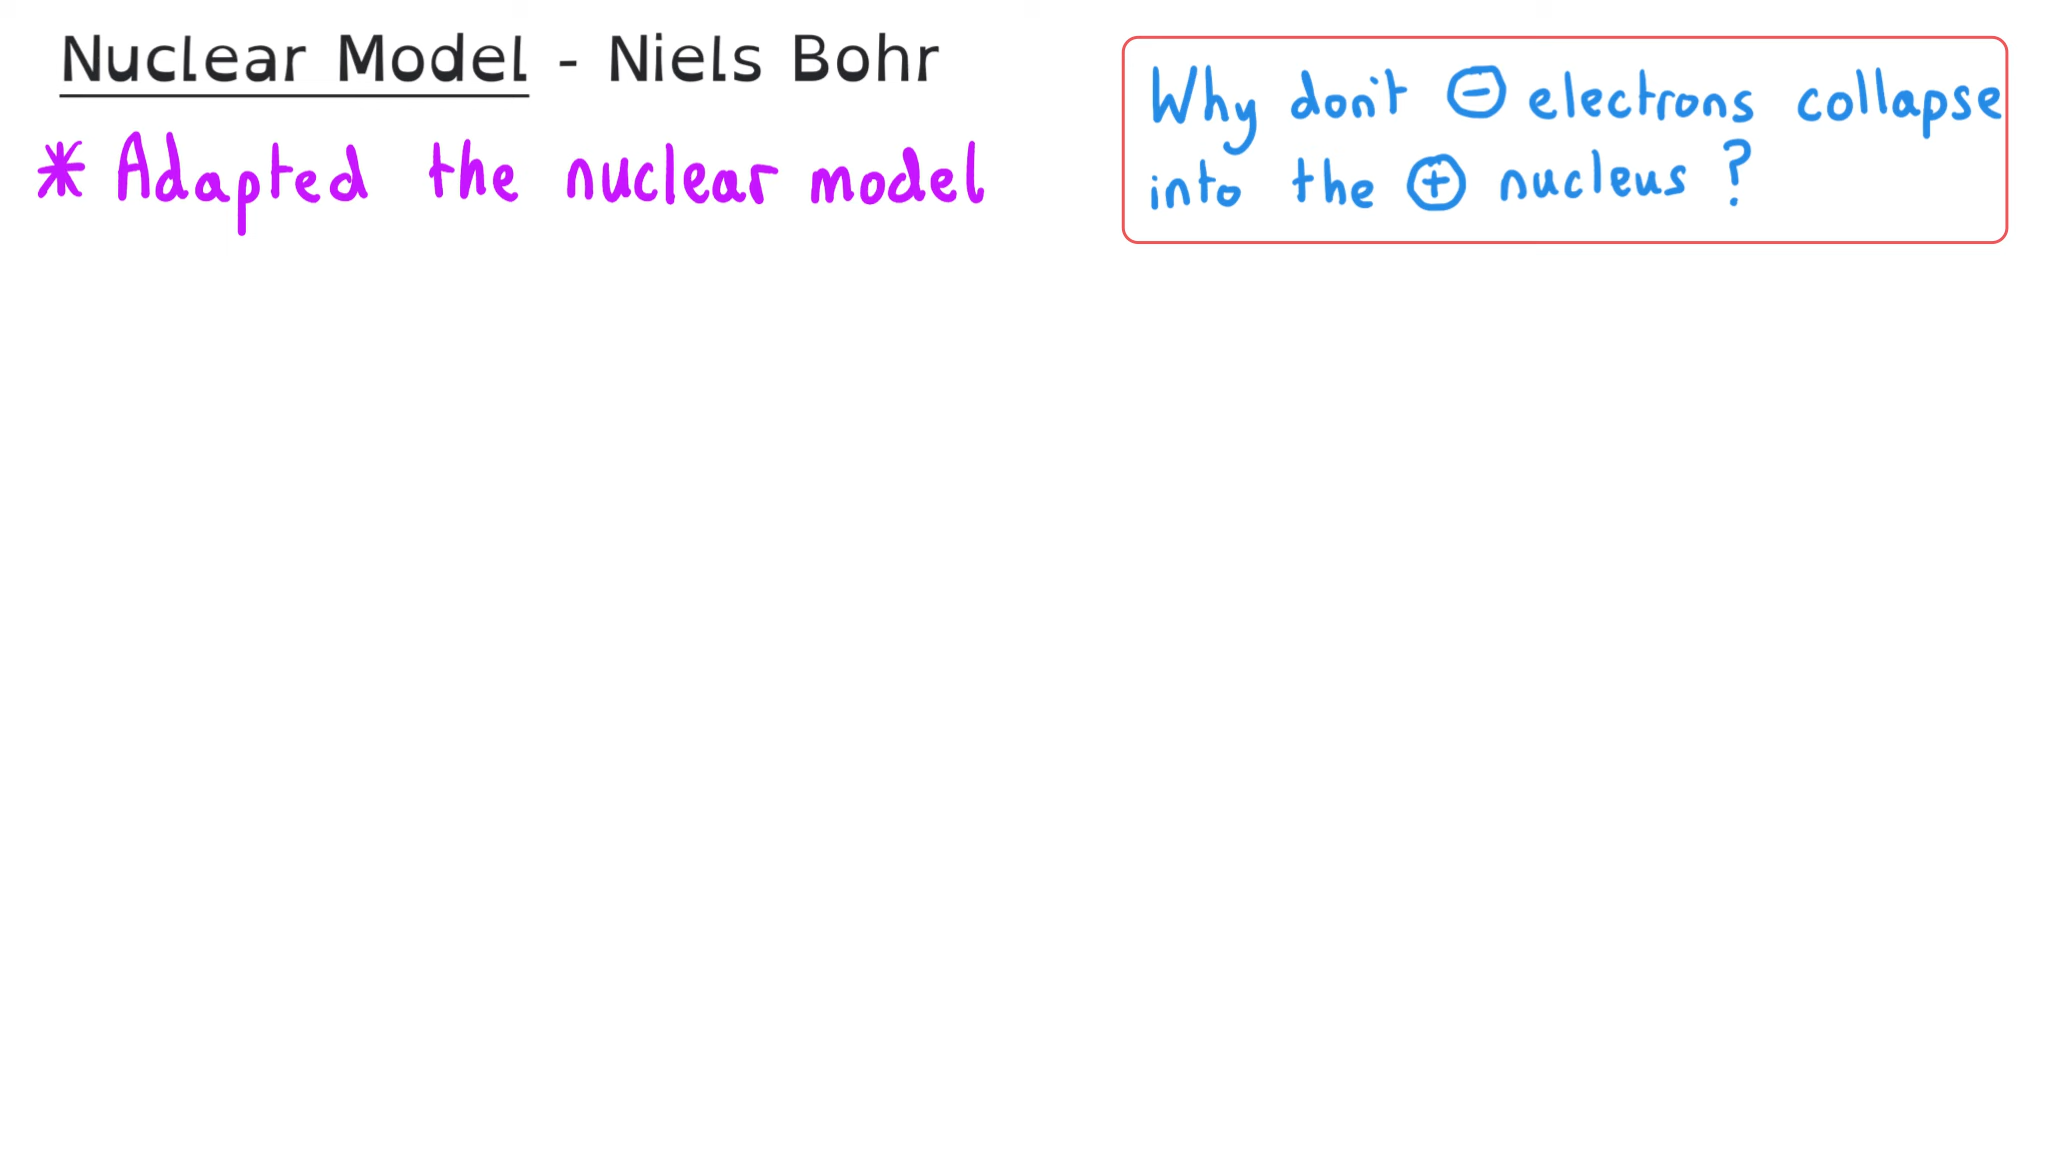 Nuclear Model - Niels Bohr
* Adapted the nuclear model
Why don't ⊖ electrons collapse
into the ⊕ nucleus ?